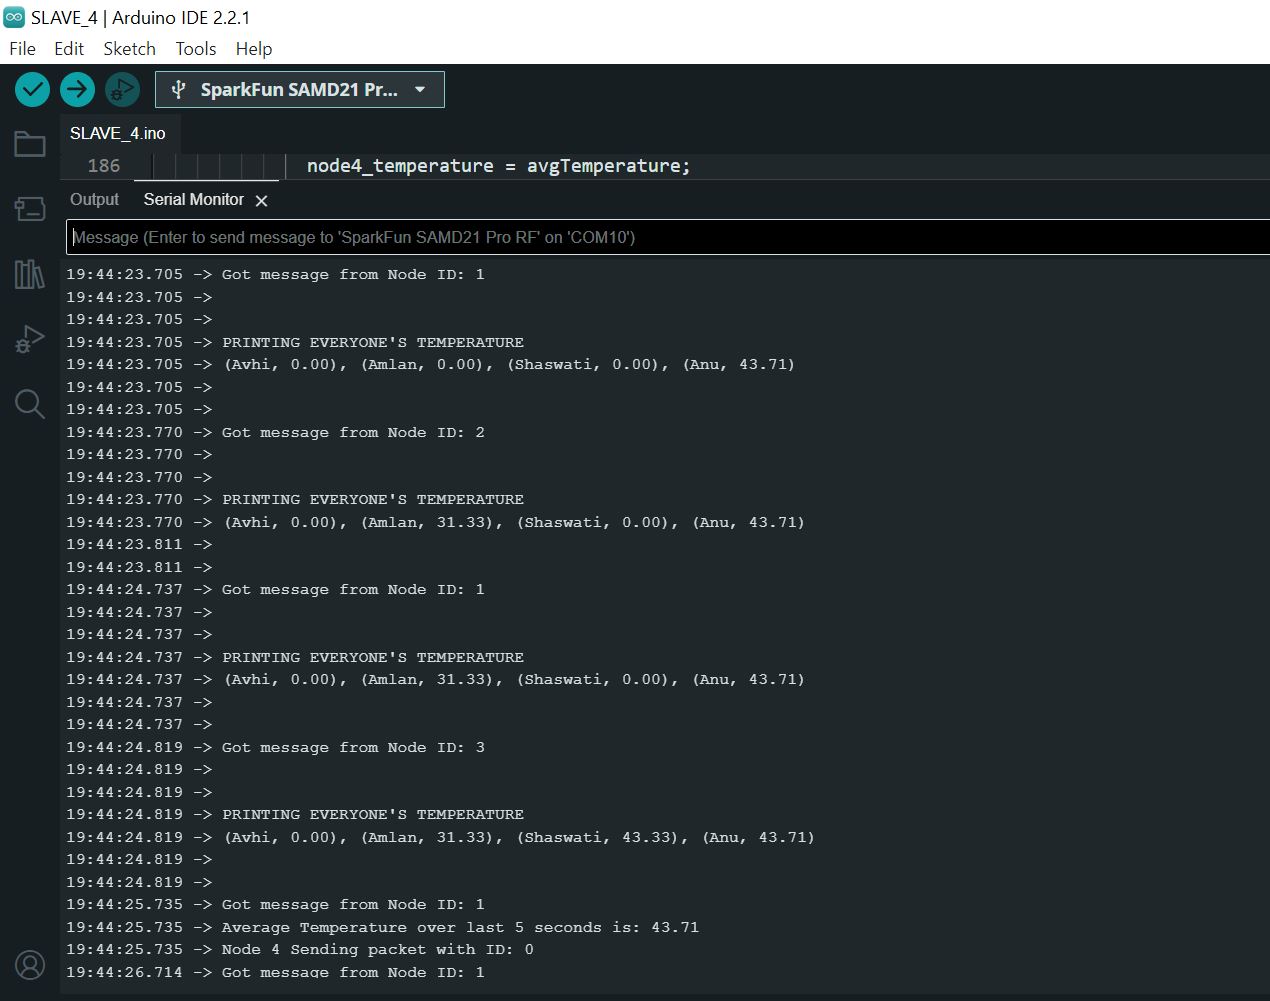 SLAVE_4 | Arduino IDE 2.2.1
File Edit Sketch Tools Help
SparkFun SAMD21 Pr...
SLAVE_4.ino
186 node4_temperature = avgTemperature;
Output Serial Monitor
Message (Enter to send message to 'SparkFun SAMD21 Pro RF' on 'COM10')
19:44:23.705 -> Got message from Node ID: 1
19:44:23.705 ->
19:44:23.705 ->
19:44:23.705 -> PRINTING EVERYONE'S TEMPERATURE
19:44:23.705 -> (Avhi, 0.00), (Amlan, 0.00), (Shaswati, 0.00), (Anu, 43.71)
19:44:23.705 ->
19:44:23.705 ->
19:44:23.770 -> Got message from Node ID: 2
19:44:23.770 ->
19:44:23.770 ->
19:44:23.770 -> PRINTING EVERYONE'S TEMPERATURE
19:44:23.770 -> (Avhi, 0.00), (Amlan, 31.33), (Shaswati, 0.00), (Anu, 43.71)
19:44:23.811 ->
19:44:23.811 ->
19:44:24.737 -> Got message from Node ID: 1
19:44:24.737 ->
19:44:24.737 ->
19:44:24.737 -> PRINTING EVERYONE'S TEMPERATURE
19:44:24.737 -> (Avhi, 0.00), (Amlan, 31.33), (Shaswati, 0.00), (Anu, 43.71)
19:44:24.737 ->
19:44:24.737 ->
19:44:24.819 -> Got message from Node ID: 3
19:44:24.819 ->
19:44:24.819 ->
19:44:24.819 -> PRINTING EVERYONE'S TEMPERATURE
19:44:24.819 -> (Avhi, 0.00), (Amlan, 31.33), (Shaswati, 43.33), (Anu, 43.71)
19:44:24.819 ->
19:44:24.819 ->
19:44:25.735 -> Got message from Node ID: 1
19:44:25.735 -> Average Temperature over last 5 seconds is: 43.71
19:44:25.735 -> Node 4 Sending packet with ID: 0
19:44:26.714 -> Got message from Node ID: 1